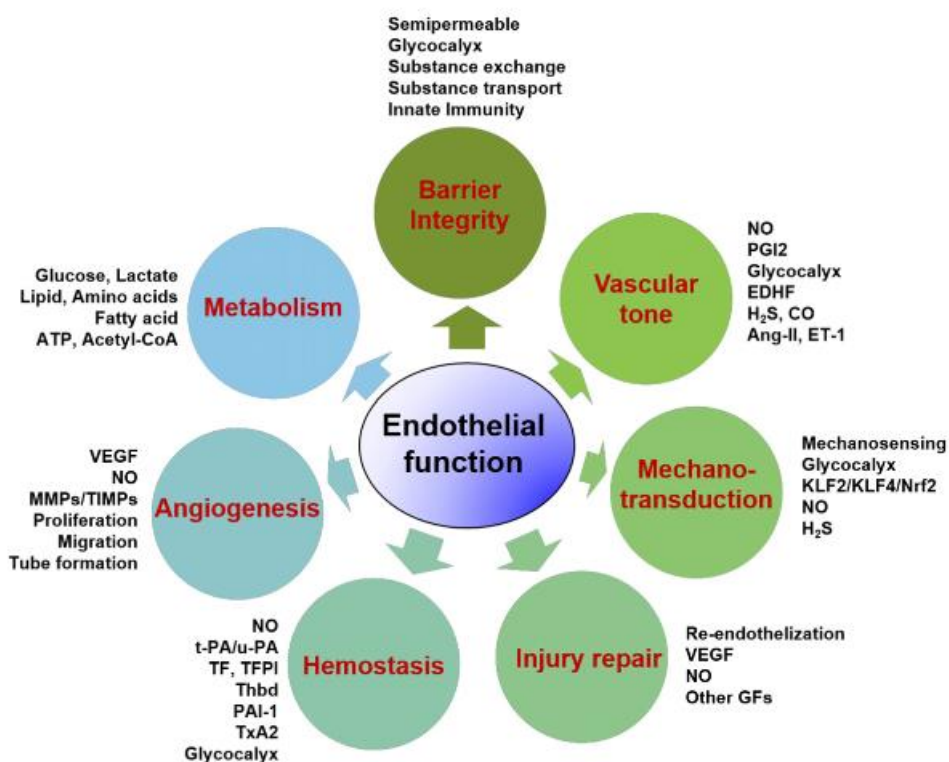 Semipermeable
Glycocalyx
Substance exchange
Substance transport
Innate Immunity
Barrier
Integrity
NO
PGI2
Glycocalyx
EDHF
H₂S, CO
Ang-II, ET-1
Vascular
tone
Glucose, Lactate
Lipid, Amino acids
Fatty acid
ATP, Acetyl-CoA
Metabolism
Endothelial
function
Mechanosensing
Glycocalyx
KLF2/KLF4/Nrf2
NO
H₂S
Mechano-
transduction
VEGF
NO
MMPs/TIMPs
Proliferation
Migration
Tube formation
Angiogenesis
NO
t-PA/u-PA
TF, TFPI
Thbd
PAI-1
TxA2
Glycocalyx
Hemostasis
Injury repair
Re-endothelization
VEGF
NO
Other GFs